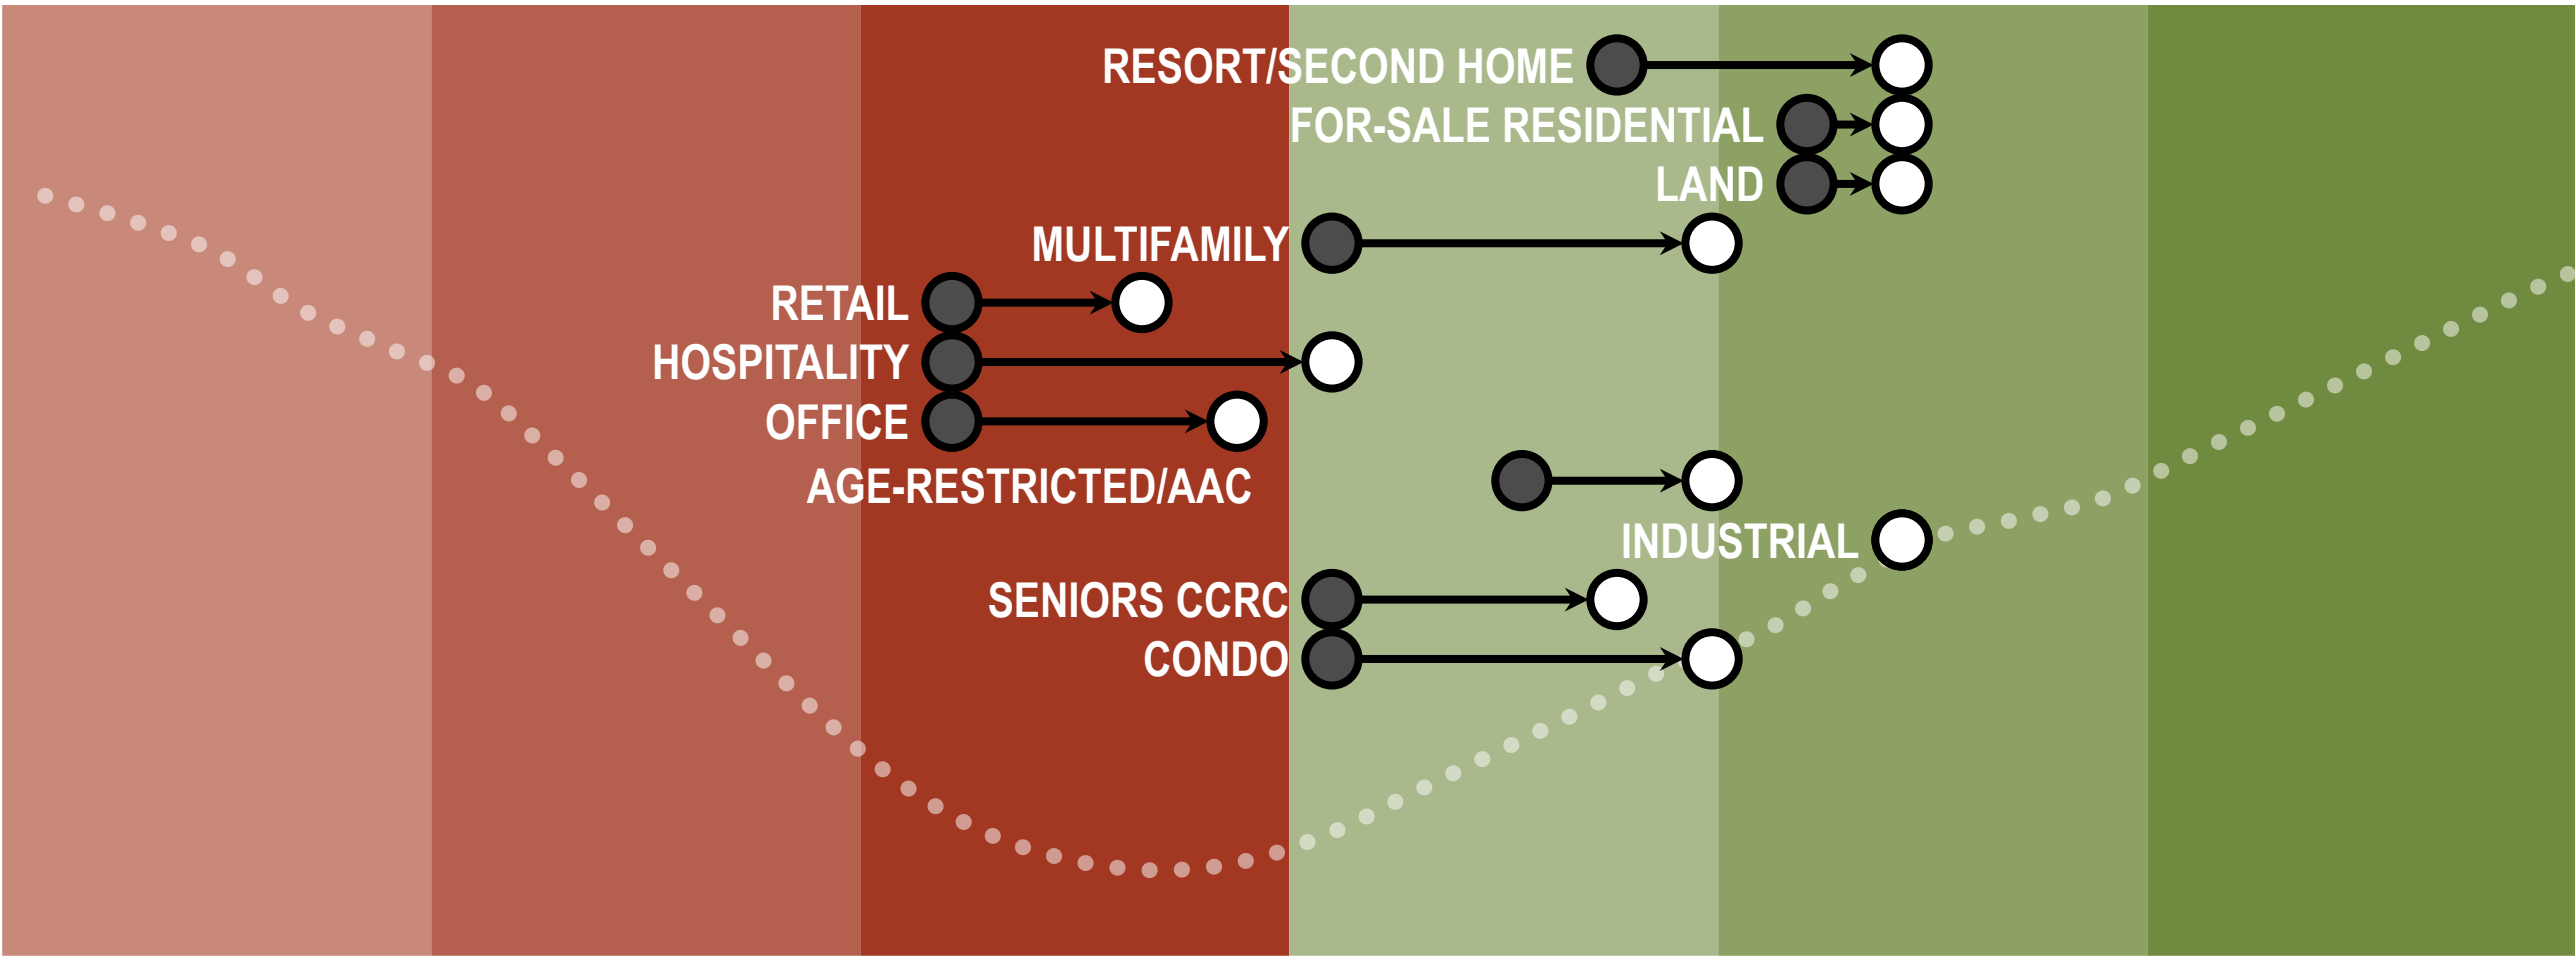 RESORT/SECOND HOME
FOR-SALE RESIDENTIAL
LAND
MULTIFAMILY
RETAIL
HOSPITALITY
OFFICE
AGE-RESTRICTED/AAC
INDUSTRIAL
SENIORS CCRC
CONDO